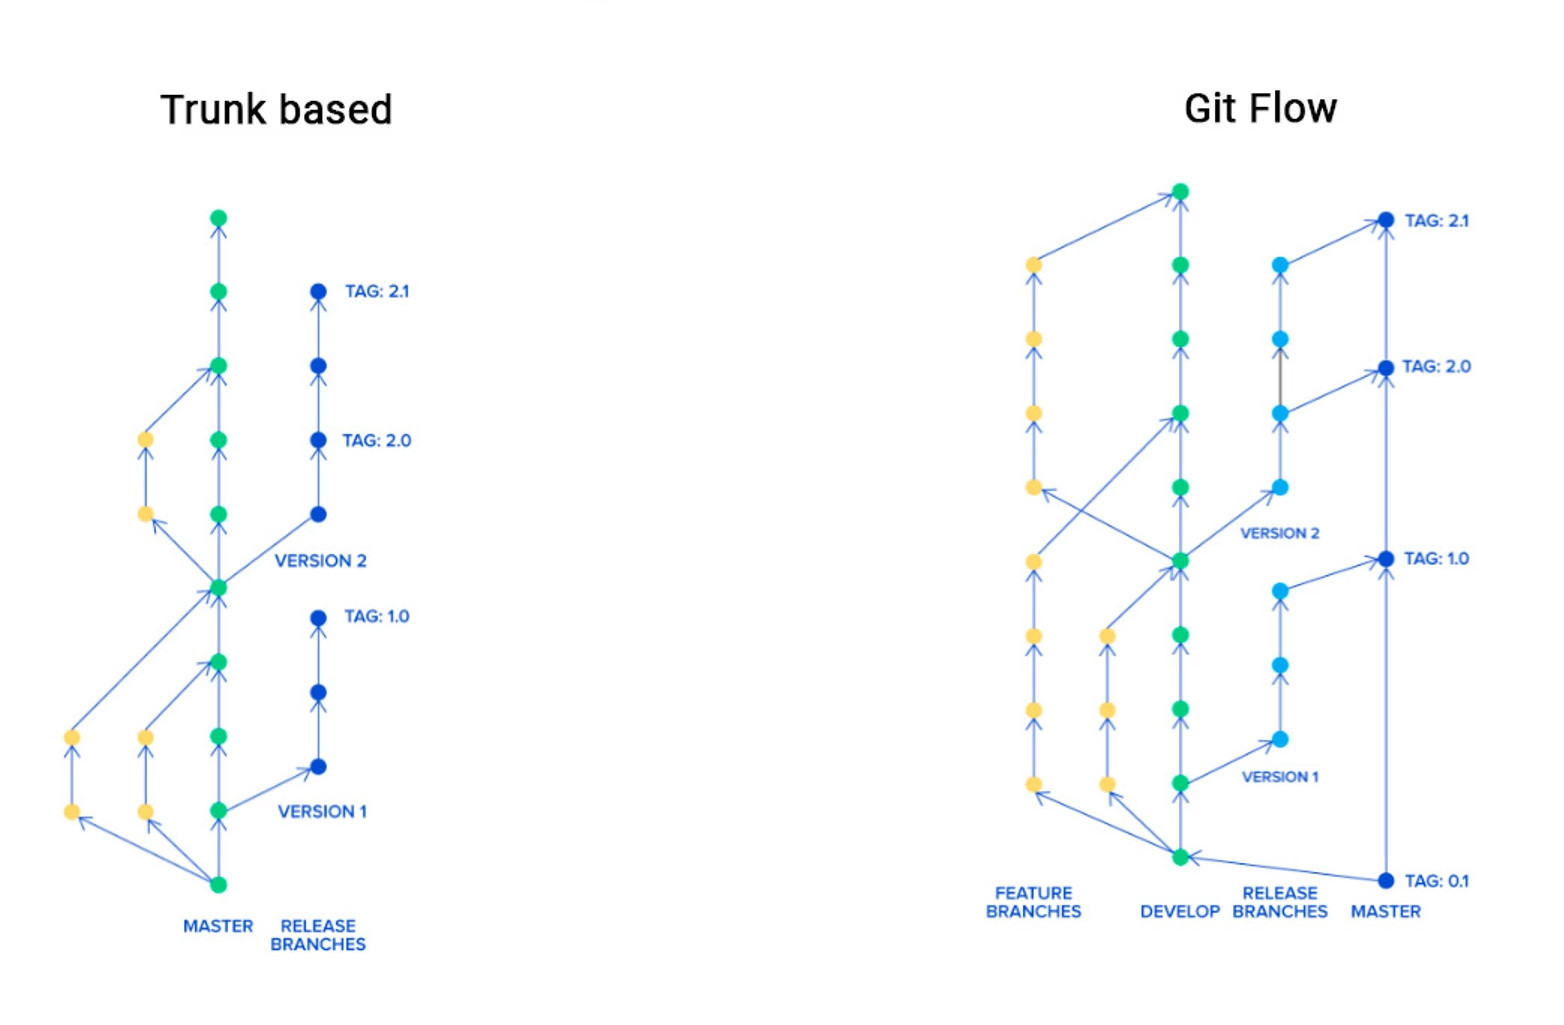 Trunk based
TAG: 2.1
TAG: 2.0
VERSION 2
TAG: 1.0
VERSION 1
MASTER
RELEASE
BRANCHES
Git Flow
TAG: 2.1
TAG: 2.0
VERSION 2
TAG: 1.0
VERSION 1
TAG: 0.1
FEATURE
BRANCHES
DEVELOP
RELEASE
BRANCHES
MASTER